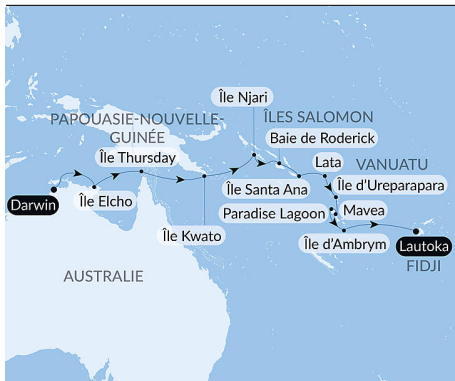 Île Njari
PAPOUASIE-NOUVELLE-
GUINÉE
ÎLES SALOMON
Baie de Roderick
Île Thursday
Lata
VANUATU
Île Santa Ana
Île d'Ureparapara
Darwin
Île Elcho
Paradise Lagoon
Mavea
Île Kwato
Île d'Ambrym
Lautoka
FIDJI
AUSTRALIE